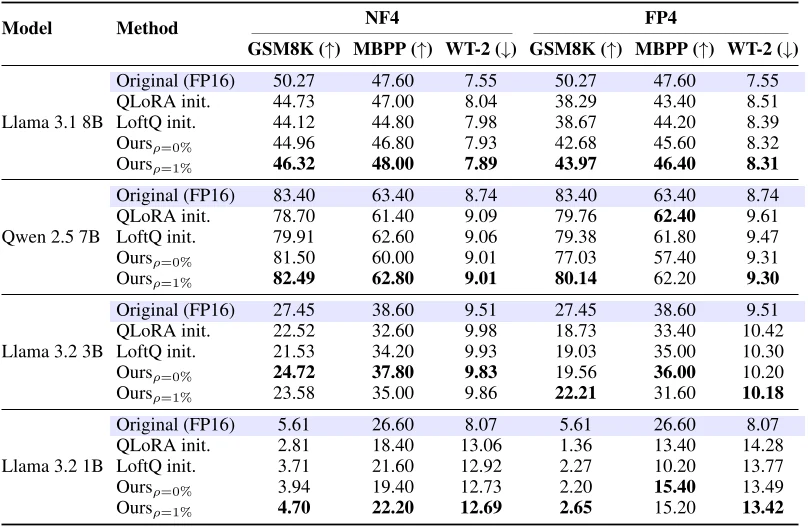 Model Method NF4 FP4
GSM8K (↑) MBPP (↑) WT-2 (↓) GSM8K (↑) MBPP (↑) WT-2 (↓)
Original (FP16) 50.27 47.60 7.55 50.27 47.60 7.55
QLoRA init. 44.73 47.00 8.04 38.29 43.40 8.51
Llama 3.1 8B LoftQ init. 44.12 44.80 7.98 38.67 44.20 8.39
Oursρ=0% 44.96 46.80 7.93 42.68 45.60 8.32
Oursρ=1% 46.32 48.00 7.89 43.97 46.40 8.31
Original (FP16) 83.40 63.40 8.74 83.40 63.40 8.74
QLoRA init. 78.70 61.40 9.09 79.76 62.40 9.61
Qwen 2.5 7B LoftQ init. 79.91 62.60 9.06 79.38 61.80 9.47
Oursρ=0% 81.50 60.00 9.01 77.03 57.40 9.31
Oursρ=1% 82.49 62.80 9.01 80.14 62.20 9.30
Original (FP16) 27.45 38.60 9.51 27.45 38.60 9.51
QLoRA init. 22.52 32.60 9.98 18.73 33.40 10.42
Llama 3.2 3B LoftQ init. 21.53 34.20 9.93 19.03 35.00 10.30
Oursρ=0% 24.72 37.80 9.83 19.56 36.00 10.20
Oursρ=1% 23.58 35.00 9.86 22.21 31.60 10.18
Original (FP16) 5.61 26.60 8.07 5.61 26.60 8.07
QLoRA init. 2.81 18.40 13.06 1.36 13.40 14.28
Llama 3.2 1B LoftQ init. 3.71 21.60 12.92 2.27 10.20 13.77
Oursρ=0% 3.94 19.40 12.73 2.20 15.40 13.49
Oursρ=1% 4.70 22.20 12.69 2.65 15.20 13.42